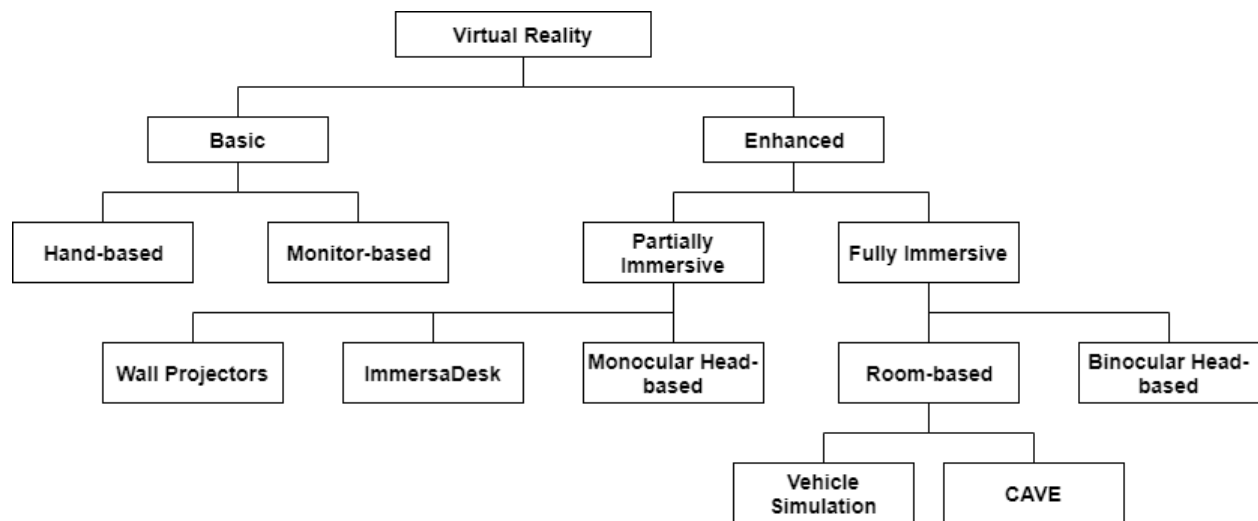 Virtual Reality
Basic
Enhanced
Hand-based
Monitor-based
Partially
Immersive
Fully Immersive
Wall Projectors
ImmersaDesk
Monocular Head-
based
Room-based
Binocular Head-
based
Vehicle
Simulation
CAVE